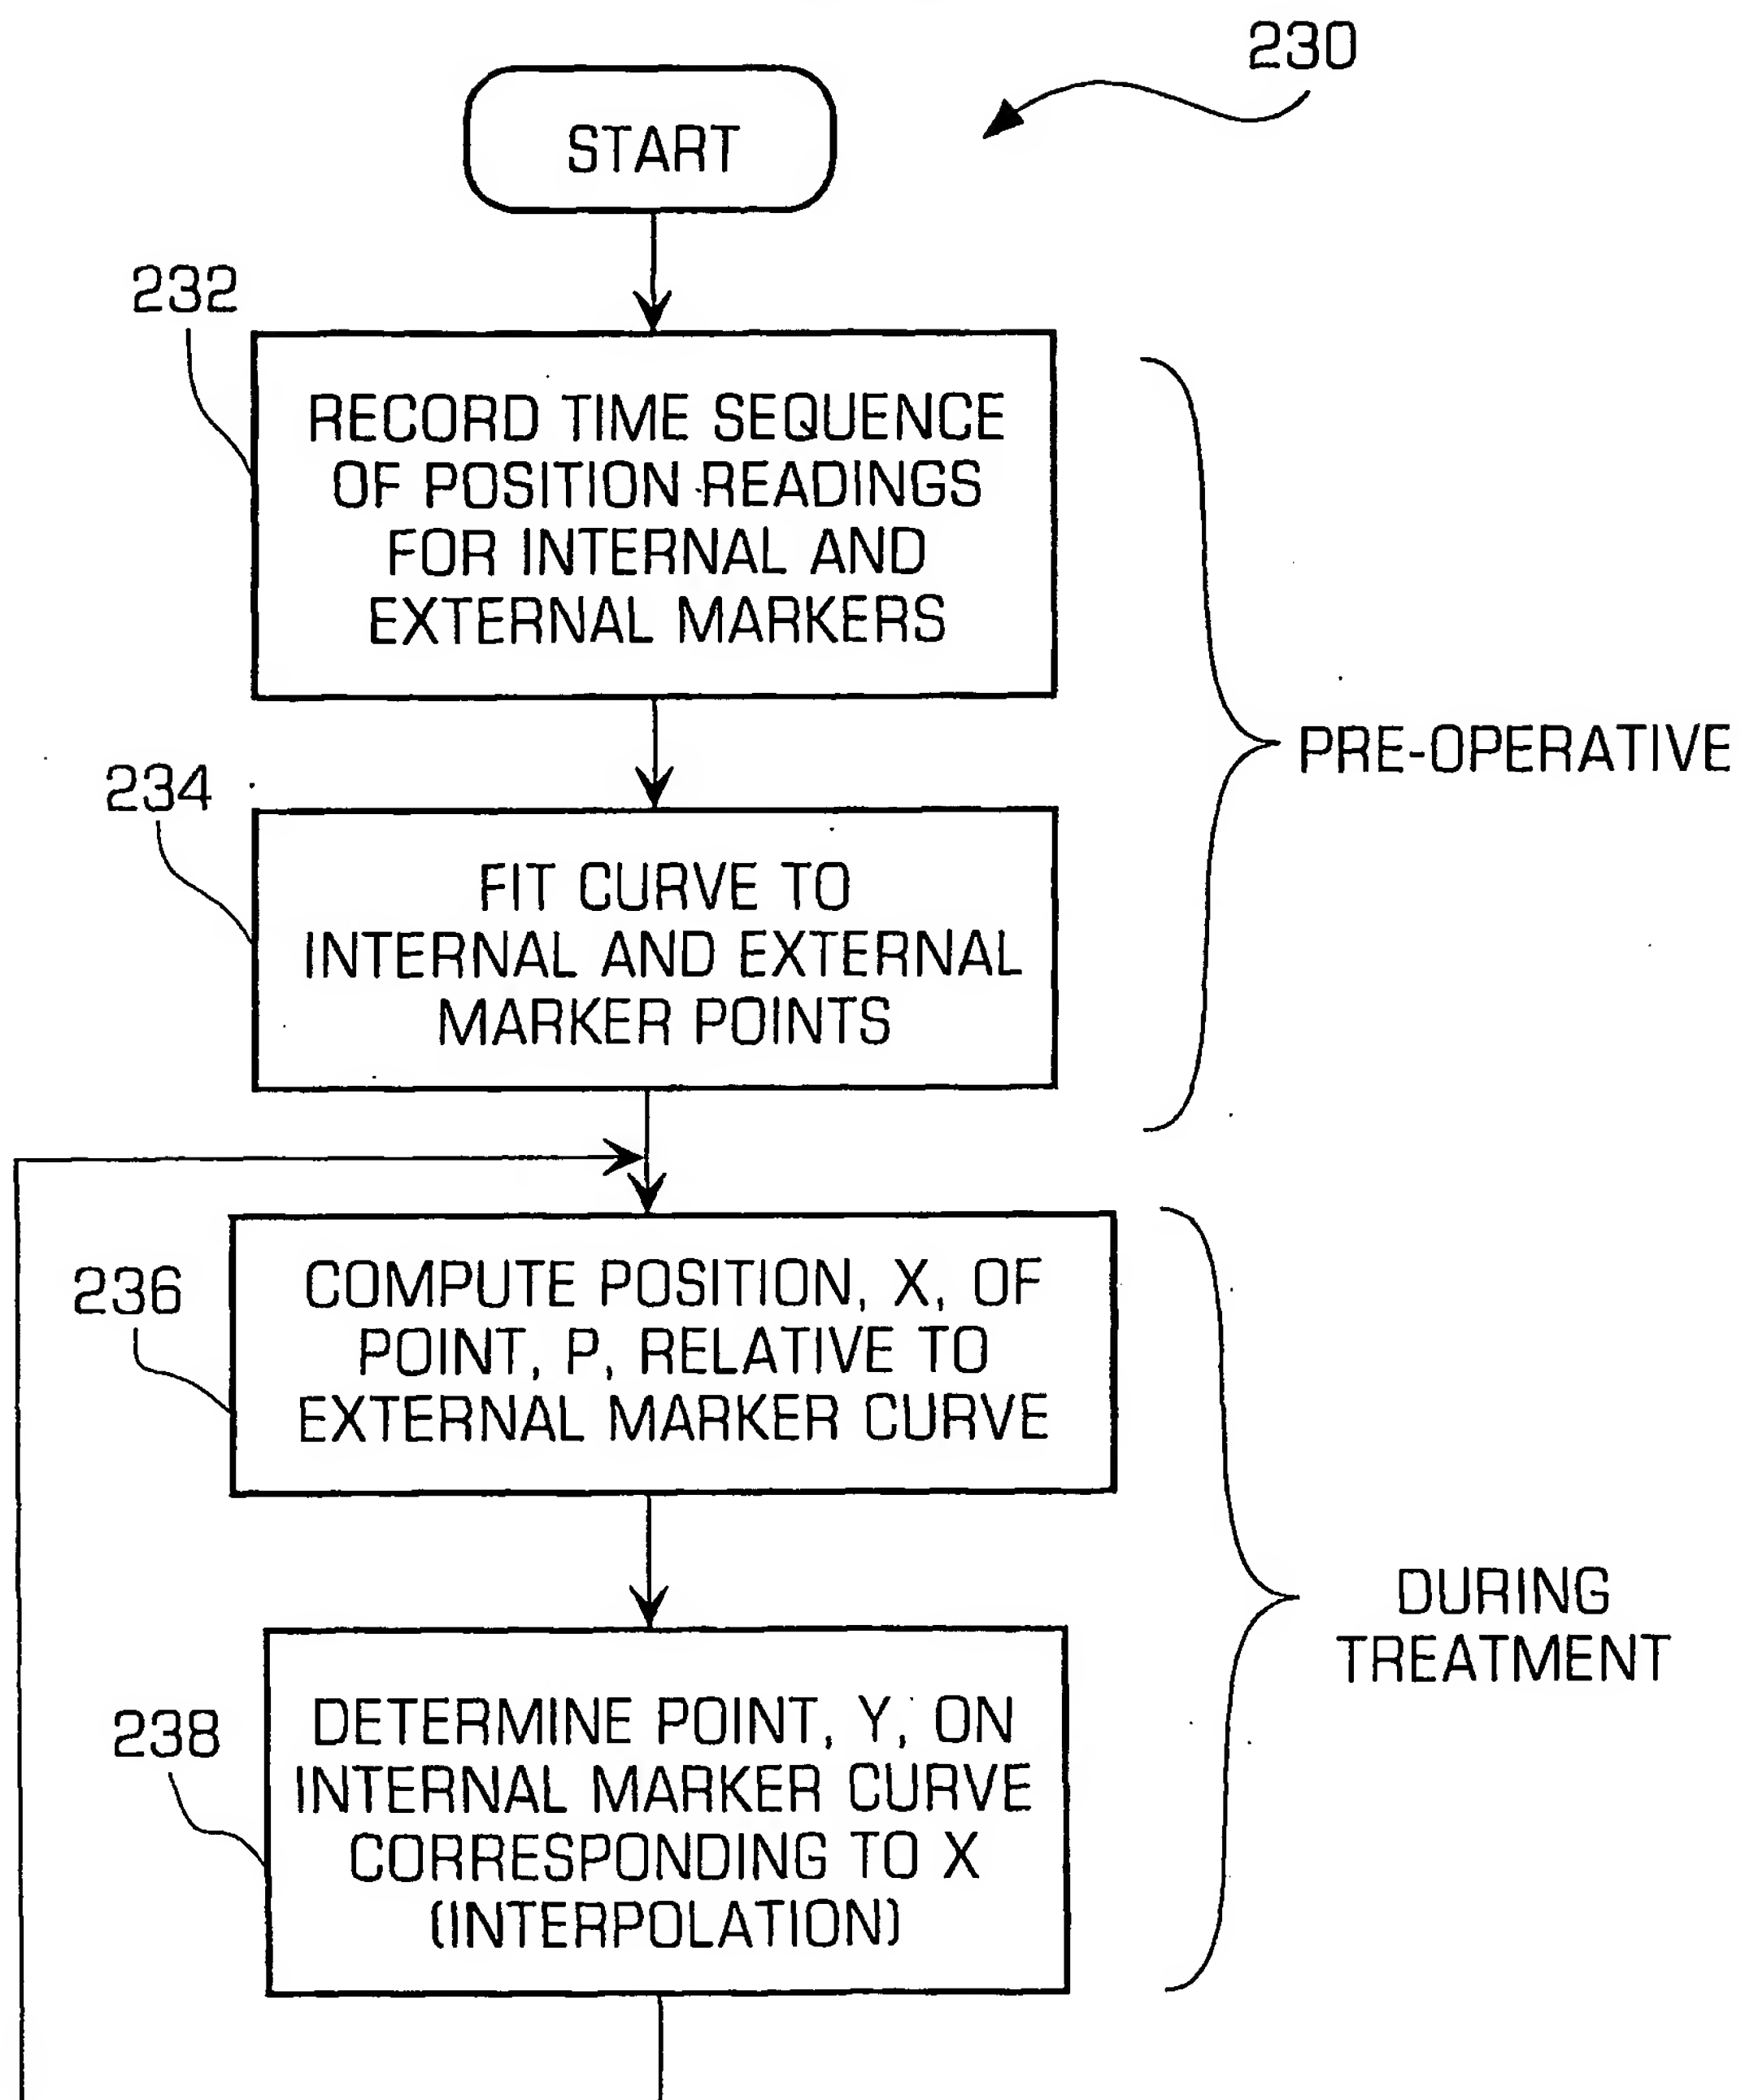 230
START
232
RECORD TIME SEQUENCE
OF POSITION READINGS
FOR INTERNAL AND
EXTERNAL MARKERS
PRE-OPERATIVE
234
FIT CURVE TO
INTERNAL AND EXTERNAL
MARKER POINTS
236
COMPUTE POSITION, X, OF
POINT, P, RELATIVE TO
EXTERNAL MARKER CURVE
DURING
TREATMENT
238
DETERMINE POINT, Y, ON
INTERNAL MARKER CURVE
CORRESPONDING TO X
(INTERPOLATION)